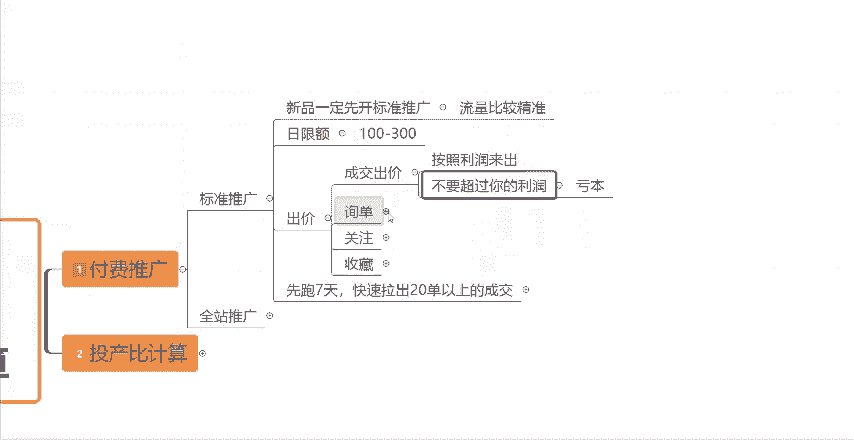 新品一定先开标准推广
流量比较精准
日限额
100-300
成交出价
按照利润来出
不要超过你的利润
亏本
标准推广
出价
询单
关注
收藏
先跑7天，快速拉出20单以上的成交
1 付费推广
全站推广
2 投产比计算